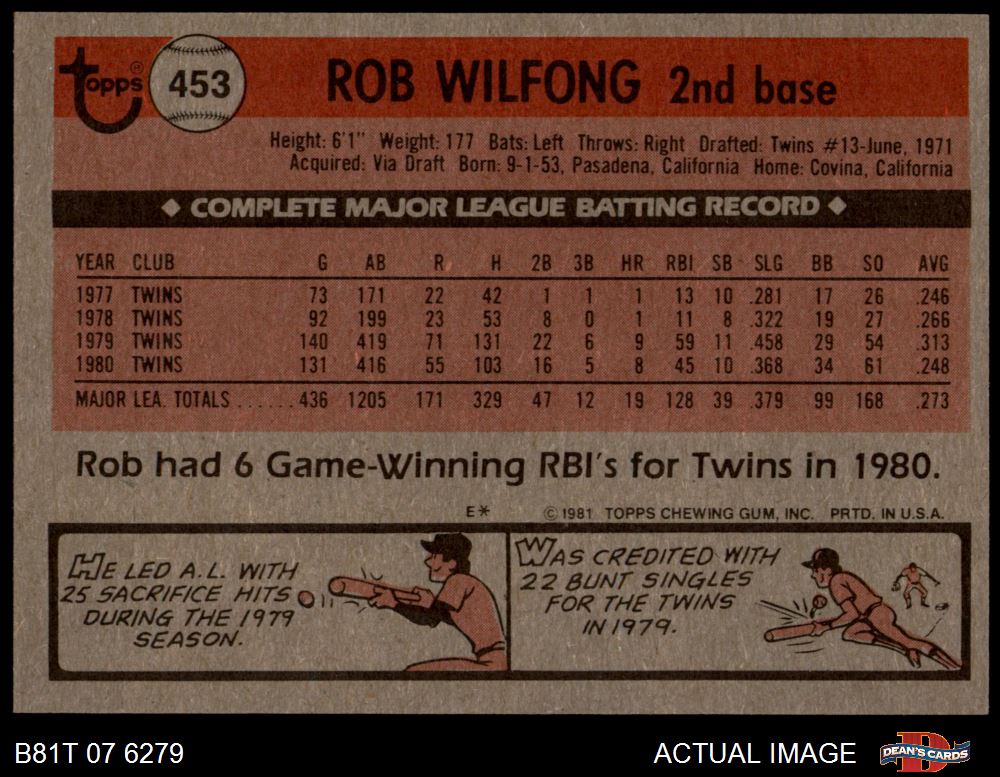 Topps® 453 ROB WILFONG 2nd base
Height: 6'1" Weight: 177 Bats: Left Throws: Right Drafted: Twins #13-June, 1971
Acquired: Via Draft Born: 9-1-53, Pasadena, California Home: Covina, California
◆ COMPLETE MAJOR LEAGUE BATTING RECORD ◆
YEAR CLUB G AB R H 2B 3B HR RBI SB SLG BB SO AVG
1977 TWINS 73 171 22 42 1 1 1 13 10 .281 17 26 .246
1978 TWINS 92 199 23 53 8 0 1 11 8 .322 19 27 .266
1979 TWINS 140 419 71 131 22 6 9 59 11 .458 29 54 .313
1980 TWINS 131 416 55 103 16 5 8 45 10 .368 34 61 .248
MAJOR LEA. TOTALS ...... 436 1205 171 329 47 12 19 128 39 .379 99 168 .273
Rob had 6 Game-Winning RBI's for Twins in 1980.
E* © 1981 TOPPS CHEWING GUM, INC. PRTD. IN U.S.A.
HE LED A.L. WITH
25 SACRIFICE HITS
DURING THE 1979
SEASON.
WAS CREDITED WITH
22 BUNT SINGLES
FOR THE TWINS
IN 1979.
B81T 07 6279 ACTUAL IMAGE DEAN'S CARDS